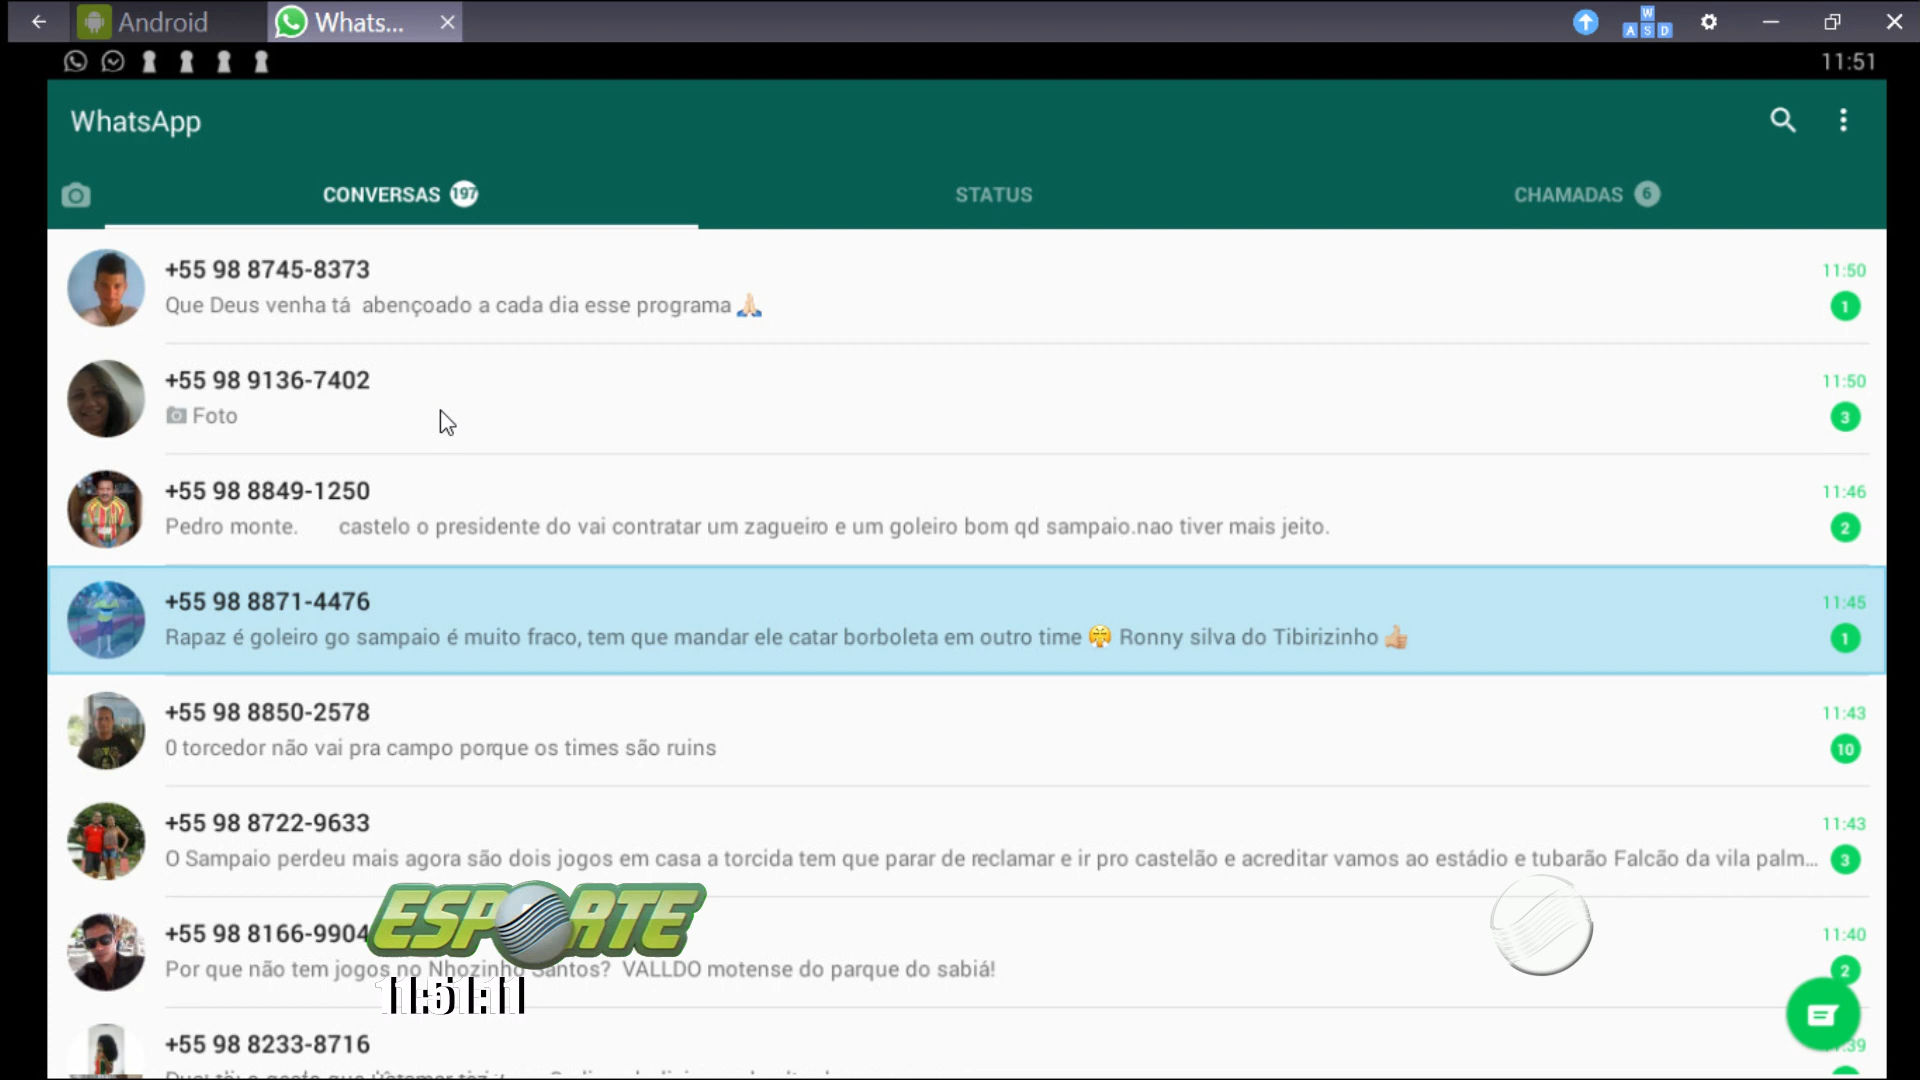 Android
Whats...
11:51
WhatsApp
CONVERSAS 197
STATUS
CHAMADAS 6
+55 98 8745-8373
11:50
Que Deus venha tá  abençoado a cada dia esse programa 🙏🏻
1
+55 98 9136-7402
11:50
Foto
3
+55 98 8849-1250
11:46
Pedro monte.      castelo o presidente do vai contratar um zagueiro e um goleiro bom qd sampaio.nao tiver mais jeito.
2
+55 98 8871-4476
11:45
Rapaz é goleiro go sampaio é muito fraco, tem que mandar ele catar borboleta em outro time 😤 Ronny silva do Tibirizinho 👍🏼
1
+55 98 8850-2578
11:43
0 torcedor não vai pra campo porque os times são ruins
10
+55 98 8722-9633
11:43
O Sampaio perdeu mais agora são dois jogos em casa a torcida tem que parar de reclamar e ir pro castelão e acreditar vamos ao estádio e tubarão Falcão da vila palm...
3
ESPORTE
+55 98 8166-9904
11:40
Por que não tem jogos no Nhozinho Santos?  VALLDO motense do parque do sabiá!
2
11:51:11
+55 98 8233-8716
:39